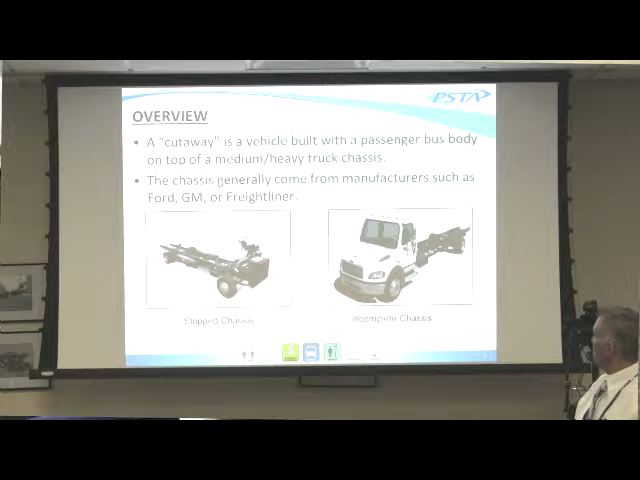 PSTA
OVERVIEW
• A “cutaway” is a vehicle built with a passenger bus body
on top of a medium/heavy truck chassis.
• The chassis generally come from manufacturers such as
Ford, GM, or Freightliner.
Stripped Chassis
Incomplete Chassis